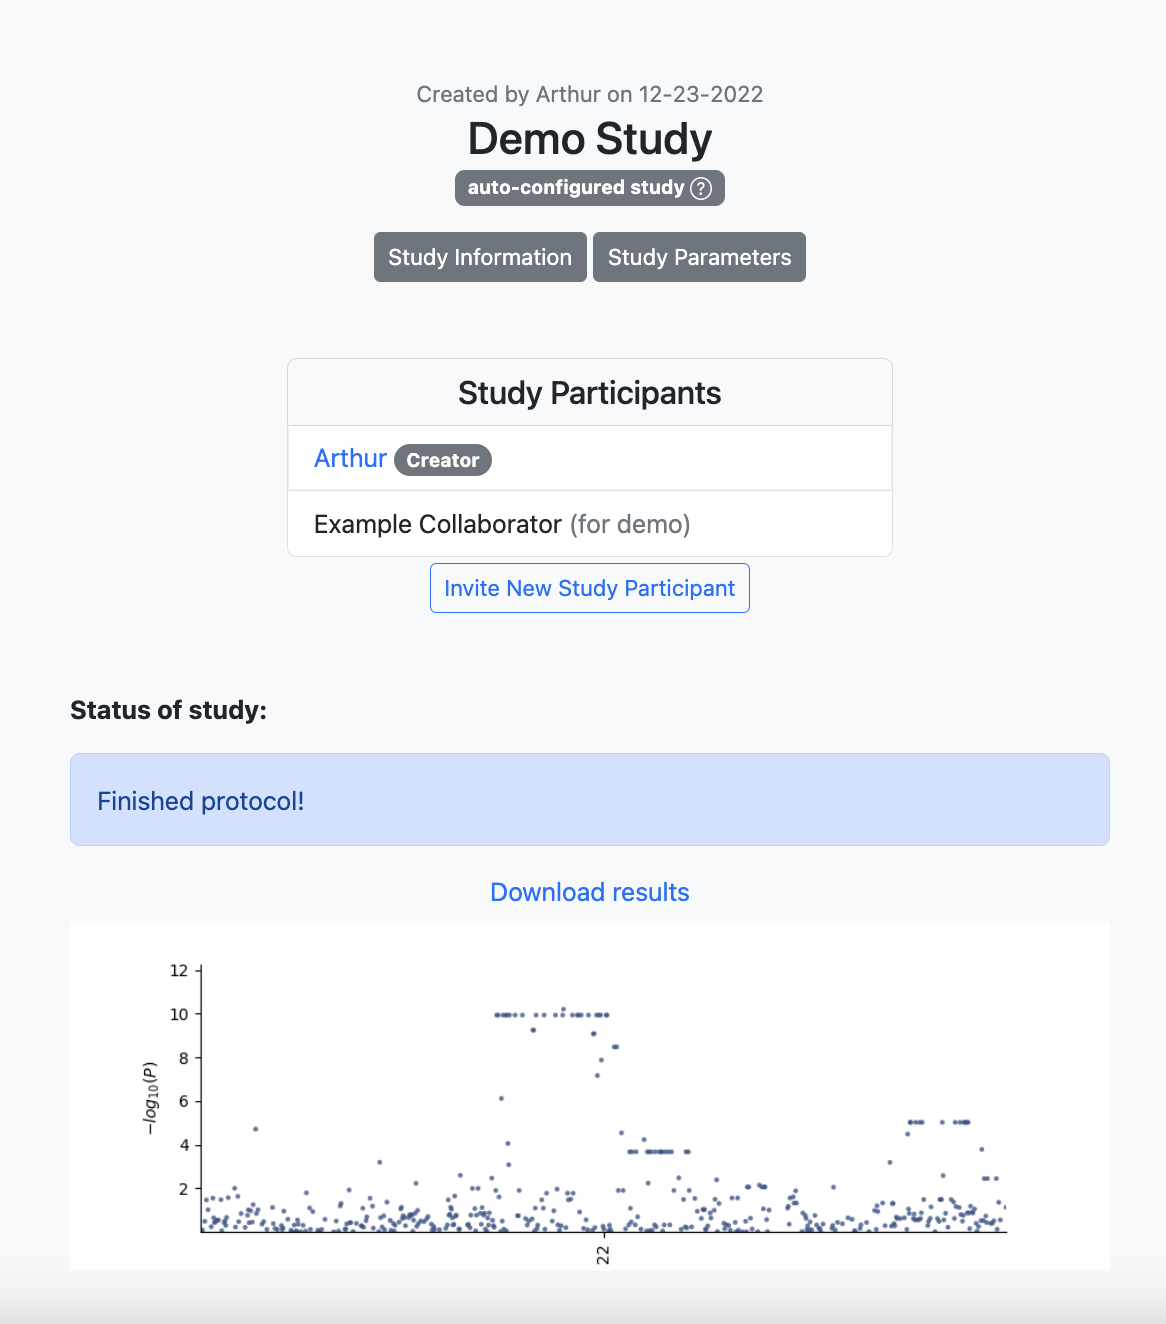 Created by Arthur on 12-23-2022
Demo Study
auto-configured study ?
Study Information Study Parameters
Study Participants
Arthur Creator
Example Collaborator (for demo)
Invite New Study Participant
Status of study:
Finished protocol!
Download results
12
10
8
6
4
2
−log₁₀(P)
22